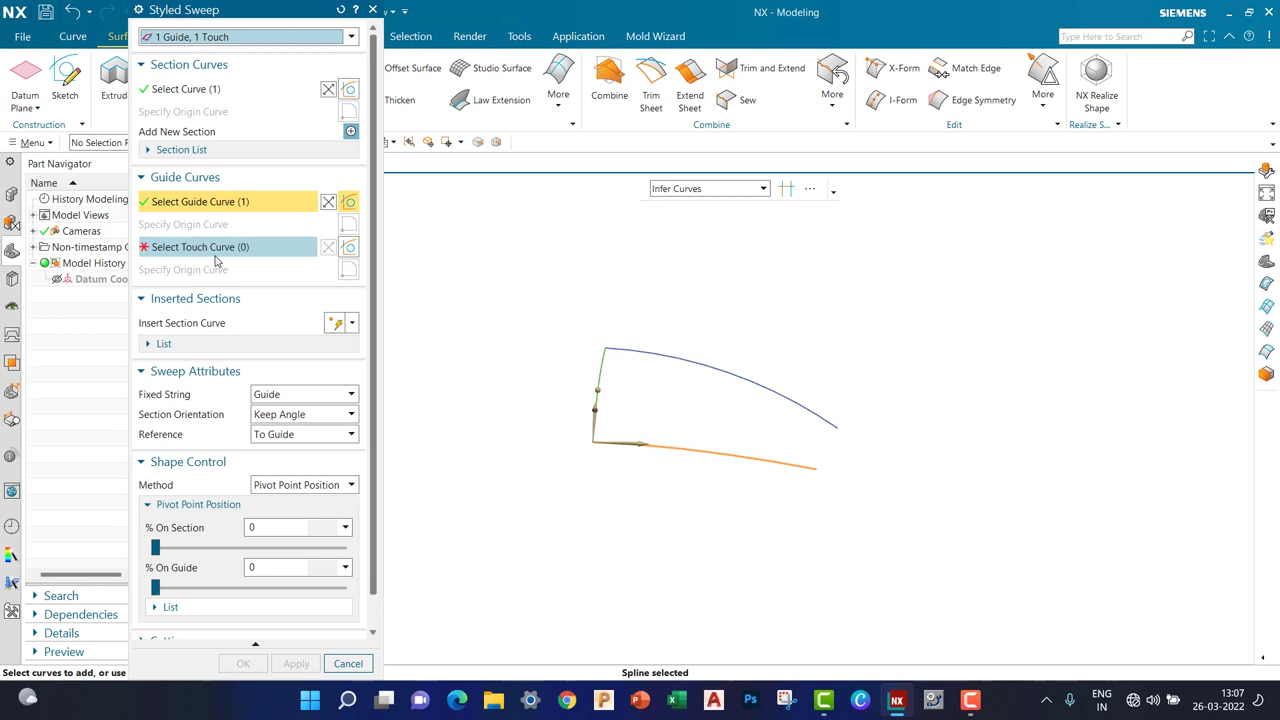 NX
Styled Sweep
NX - Modeling
SIEMENS
File
Curve
Surf
Selection
Render
Tools
Application
Mold Wizard
Type Here to Search
1 Guide, 1 Touch
Section Curves
Select Curve (1)
Specify Origin Curve
Add New Section
Section List
Guide Curves
Select Guide Curve (1)
Specify Origin Curve
Select Touch Curve (0)
Specify Origin Curve
Inserted Sections
Insert Section Curve
List
Sweep Attributes
Fixed String
Guide
Section Orientation
Keep Angle
Reference
To Guide
Shape Control
Method
Pivot Point Position
Pivot Point Position
% On Section
0
% On Guide
0
List
OK
Apply
Cancel
Datum
Plane
Sketch
Extrud
Construction
Offset Surface
Studio Surface
Thicken
Law Extension
More
Combine
Trim
Sheet
Extend
Sheet
Trim and Extend
Sew
More
Combine
X-Form
Match Edge
I-Form
Edge Symmetry
More
Edit
NX Realize
Shape
Realize S...
Menu
No Selection
Part Navigator
Name
History Modeling
Model Views
Cameras
Non-timestamp
Model History
Datum Coo
Search
Dependencies
Details
Preview
Infer Curves
Select curves to add, or use
Spline selected
ENG
IN
13:07
26-03-2022